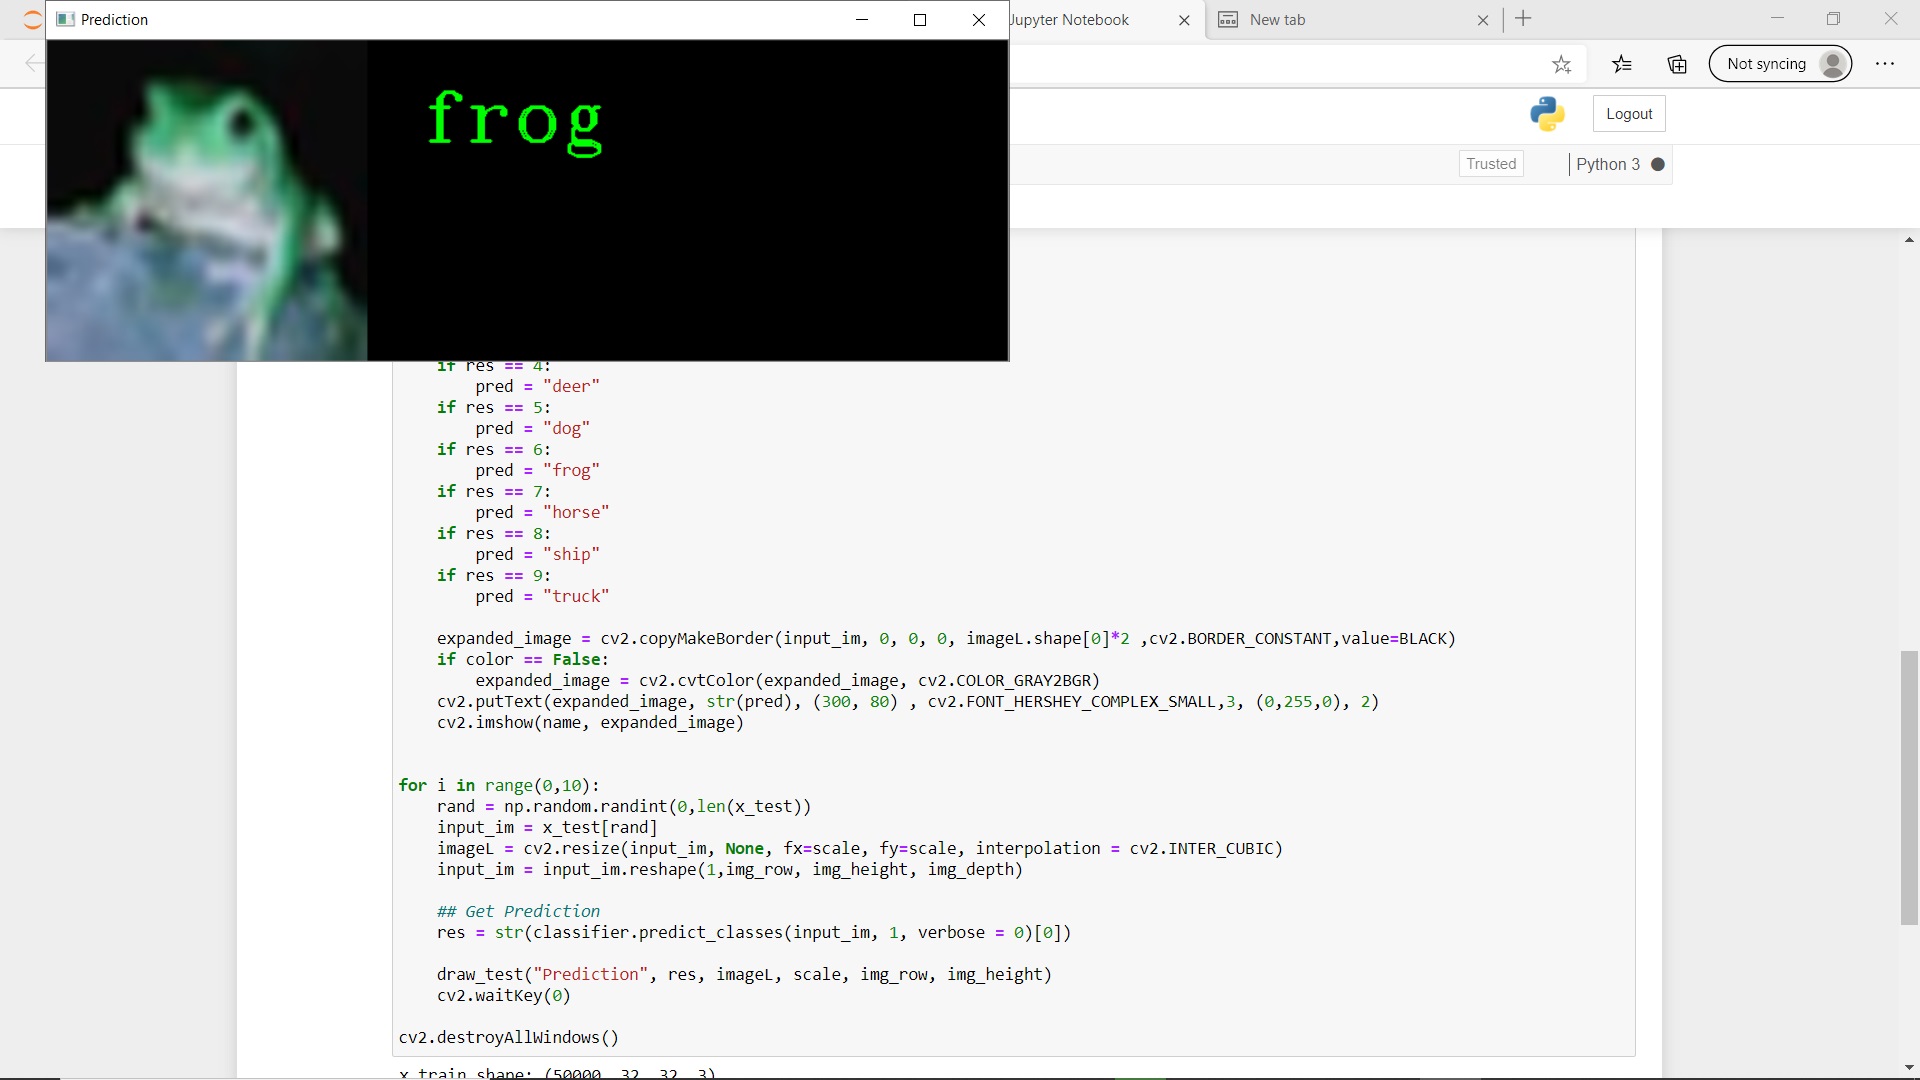 Prediction
Jupyter Notebook
New tab
Not syncing
frog
Logout
Trusted
Python 3
if res == 4:
pred = "deer"
if res == 5:
pred = "dog"
if res == 6:
pred = "frog"
if res == 7:
pred = "horse"
if res == 8:
pred = "ship"
if res == 9:
pred = "truck"
expanded_image = cv2.copyMakeBorder(input_im, 0, 0, 0, imageL.shape[0]*2 ,cv2.BORDER_CONSTANT,value=BLACK)
if color == False:
expanded_image = cv2.cvtColor(expanded_image, cv2.COLOR_GRAY2BGR)
cv2.putText(expanded_image, str(pred), (300, 80) , cv2.FONT_HERSHEY_COMPLEX_SMALL,3, (0,255,0), 2)
cv2.imshow(name, expanded_image)
for i in range(0,10):
rand = np.random.randint(0,len(x_test))
input_im = x_test[rand]
imageL = cv2.resize(input_im, None, fx=scale, fy=scale, interpolation = cv2.INTER_CUBIC)
input_im = input_im.reshape(1,img_row, img_height, img_depth)
## Get Prediction
res = str(classifier.predict_classes(input_im, 1, verbose = 0)[0])
draw_test("Prediction", res, imageL, scale, img_row, img_height)
cv2.waitKey(0)
cv2.destroyAllWindows()
x_train shape: (50000, 32, 32, 3)